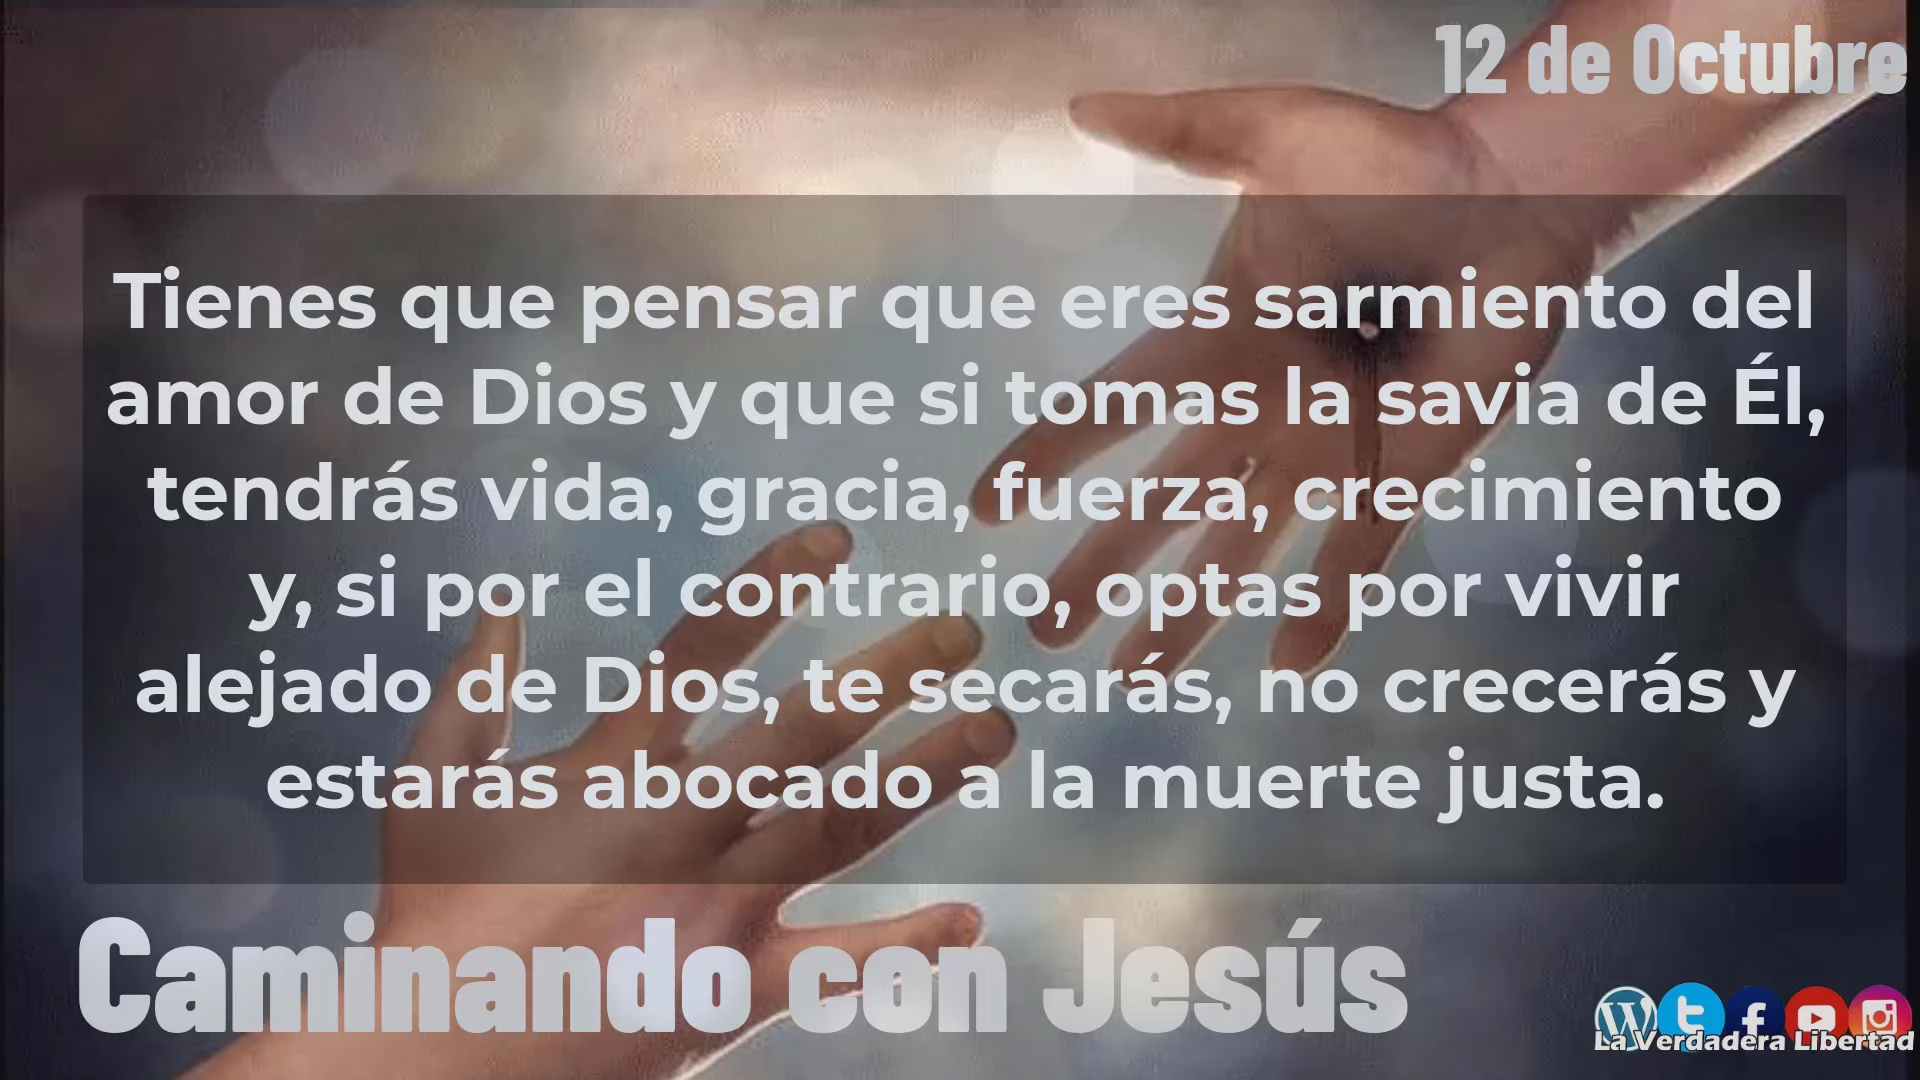 12 de Octubre
Tienes que pensar que eres sarmiento del
amor de Dios y que si tomas la savia de Él,
tendrás vida, gracia, fuerza, crecimiento
y, si por el contrario, optas por vivir
alejado de Dios, te secarás, no crecerás y
estarás abocado a la muerte justa.
Caminando con Jesús
La Verdadera Libertad